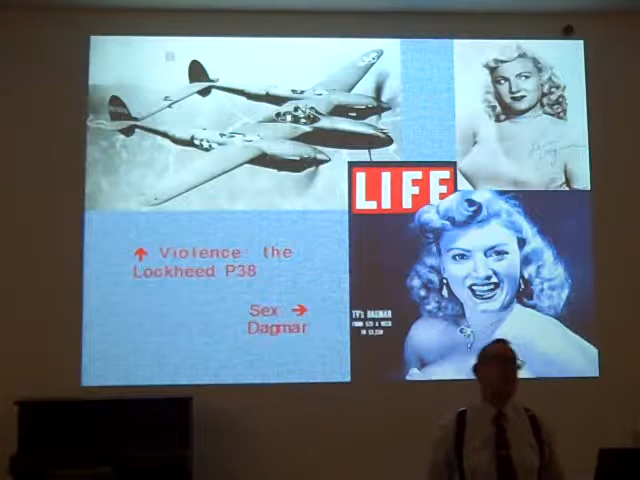 LIFE
↑ Violence: the
Lockheed P38
Sex →
Dagmar
TV's DAGMAR